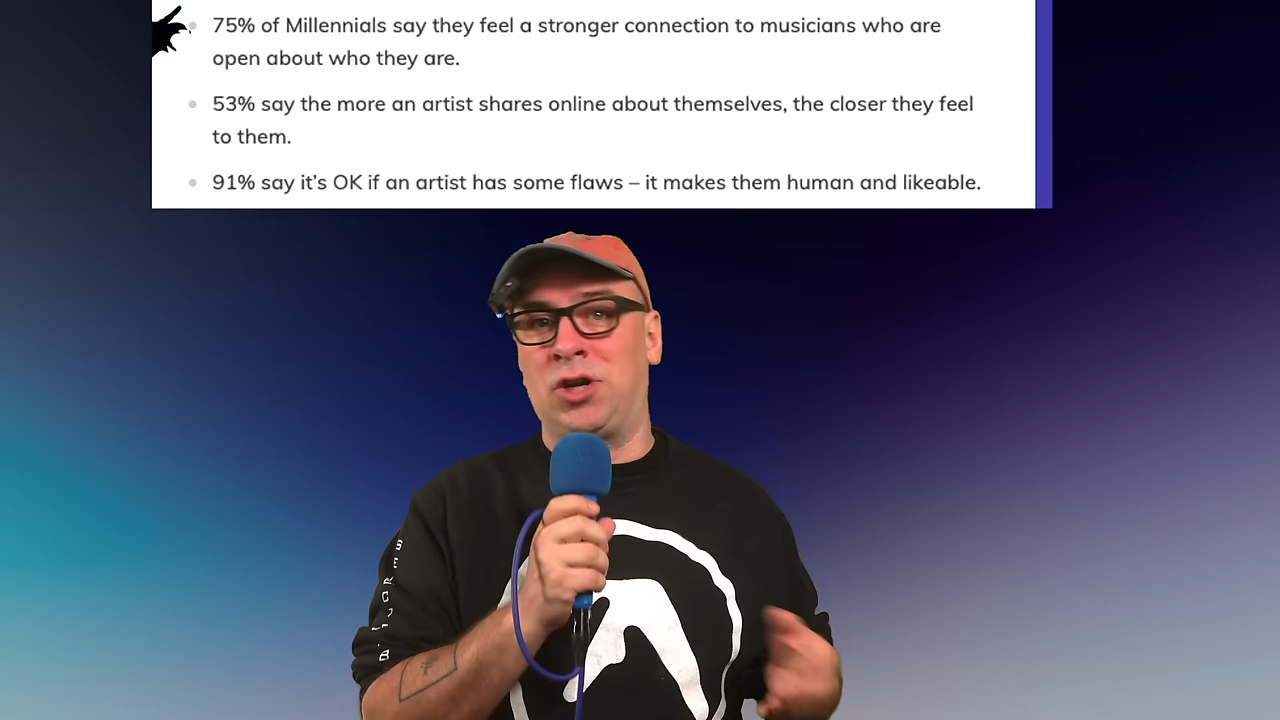 75% of Millennials say they feel a stronger connection to musicians who are
open about who they are.
53% say the more an artist shares online about themselves, the closer they feel
to them.
91% say it's OK if an artist has some flaws – it makes them human and likeable.